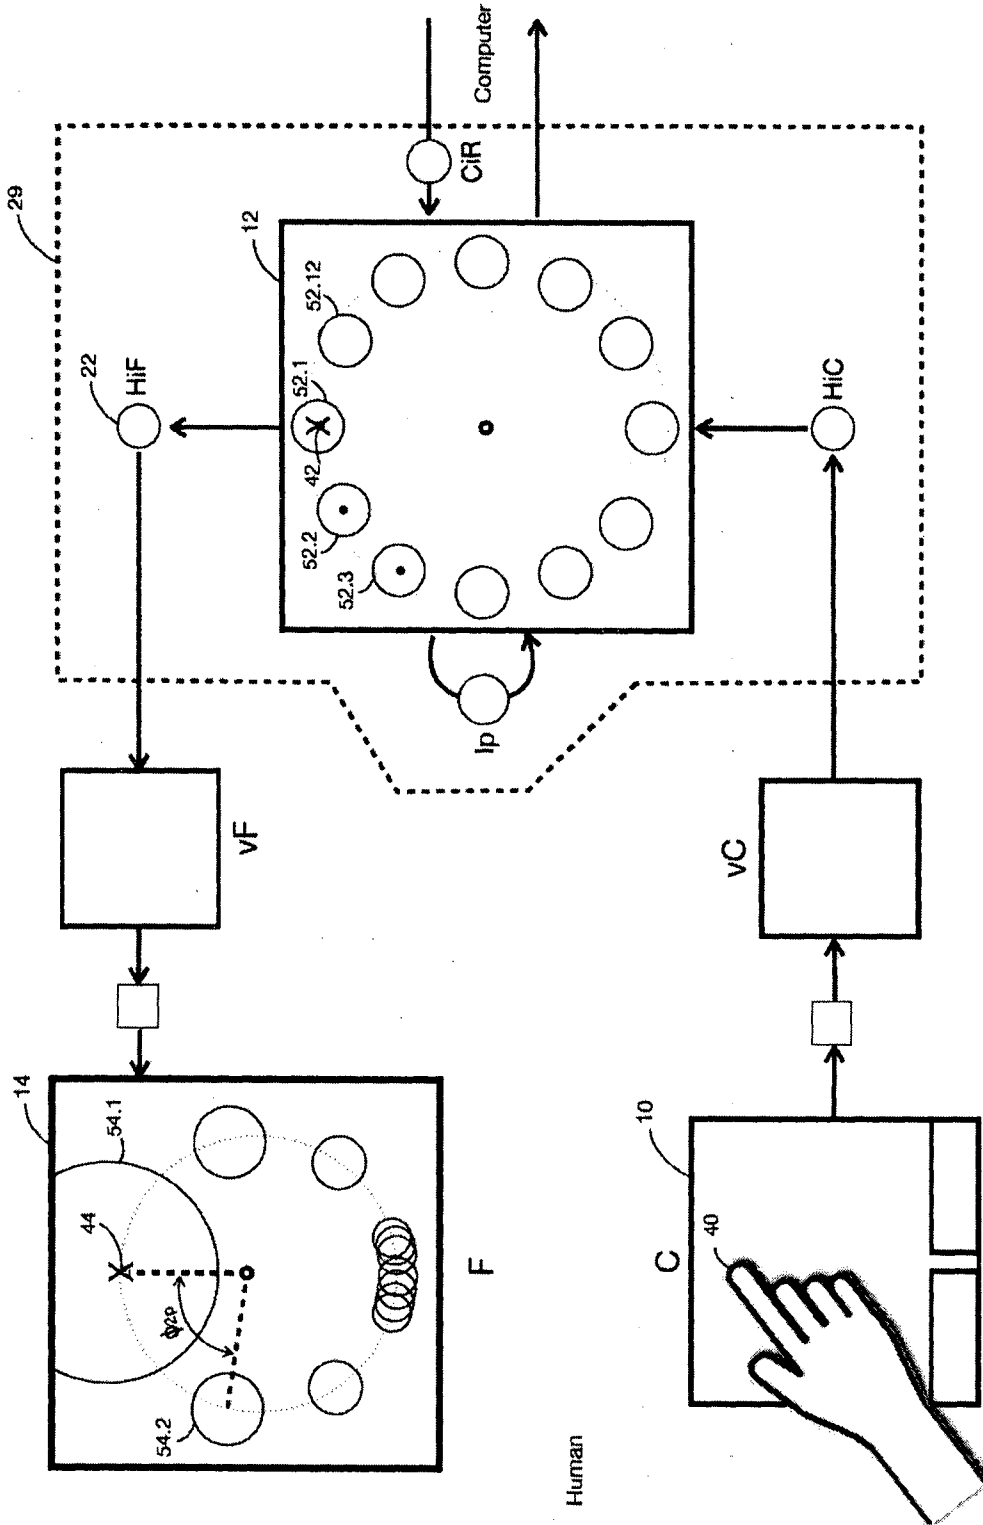 29
22
HiF
12
52.12
52.1
42
52.2
52.3
CiR
Computer
Ip
HiC
vF
vC
14
54.1
44
ϕ2p
54.2
F
10
C
40
Human